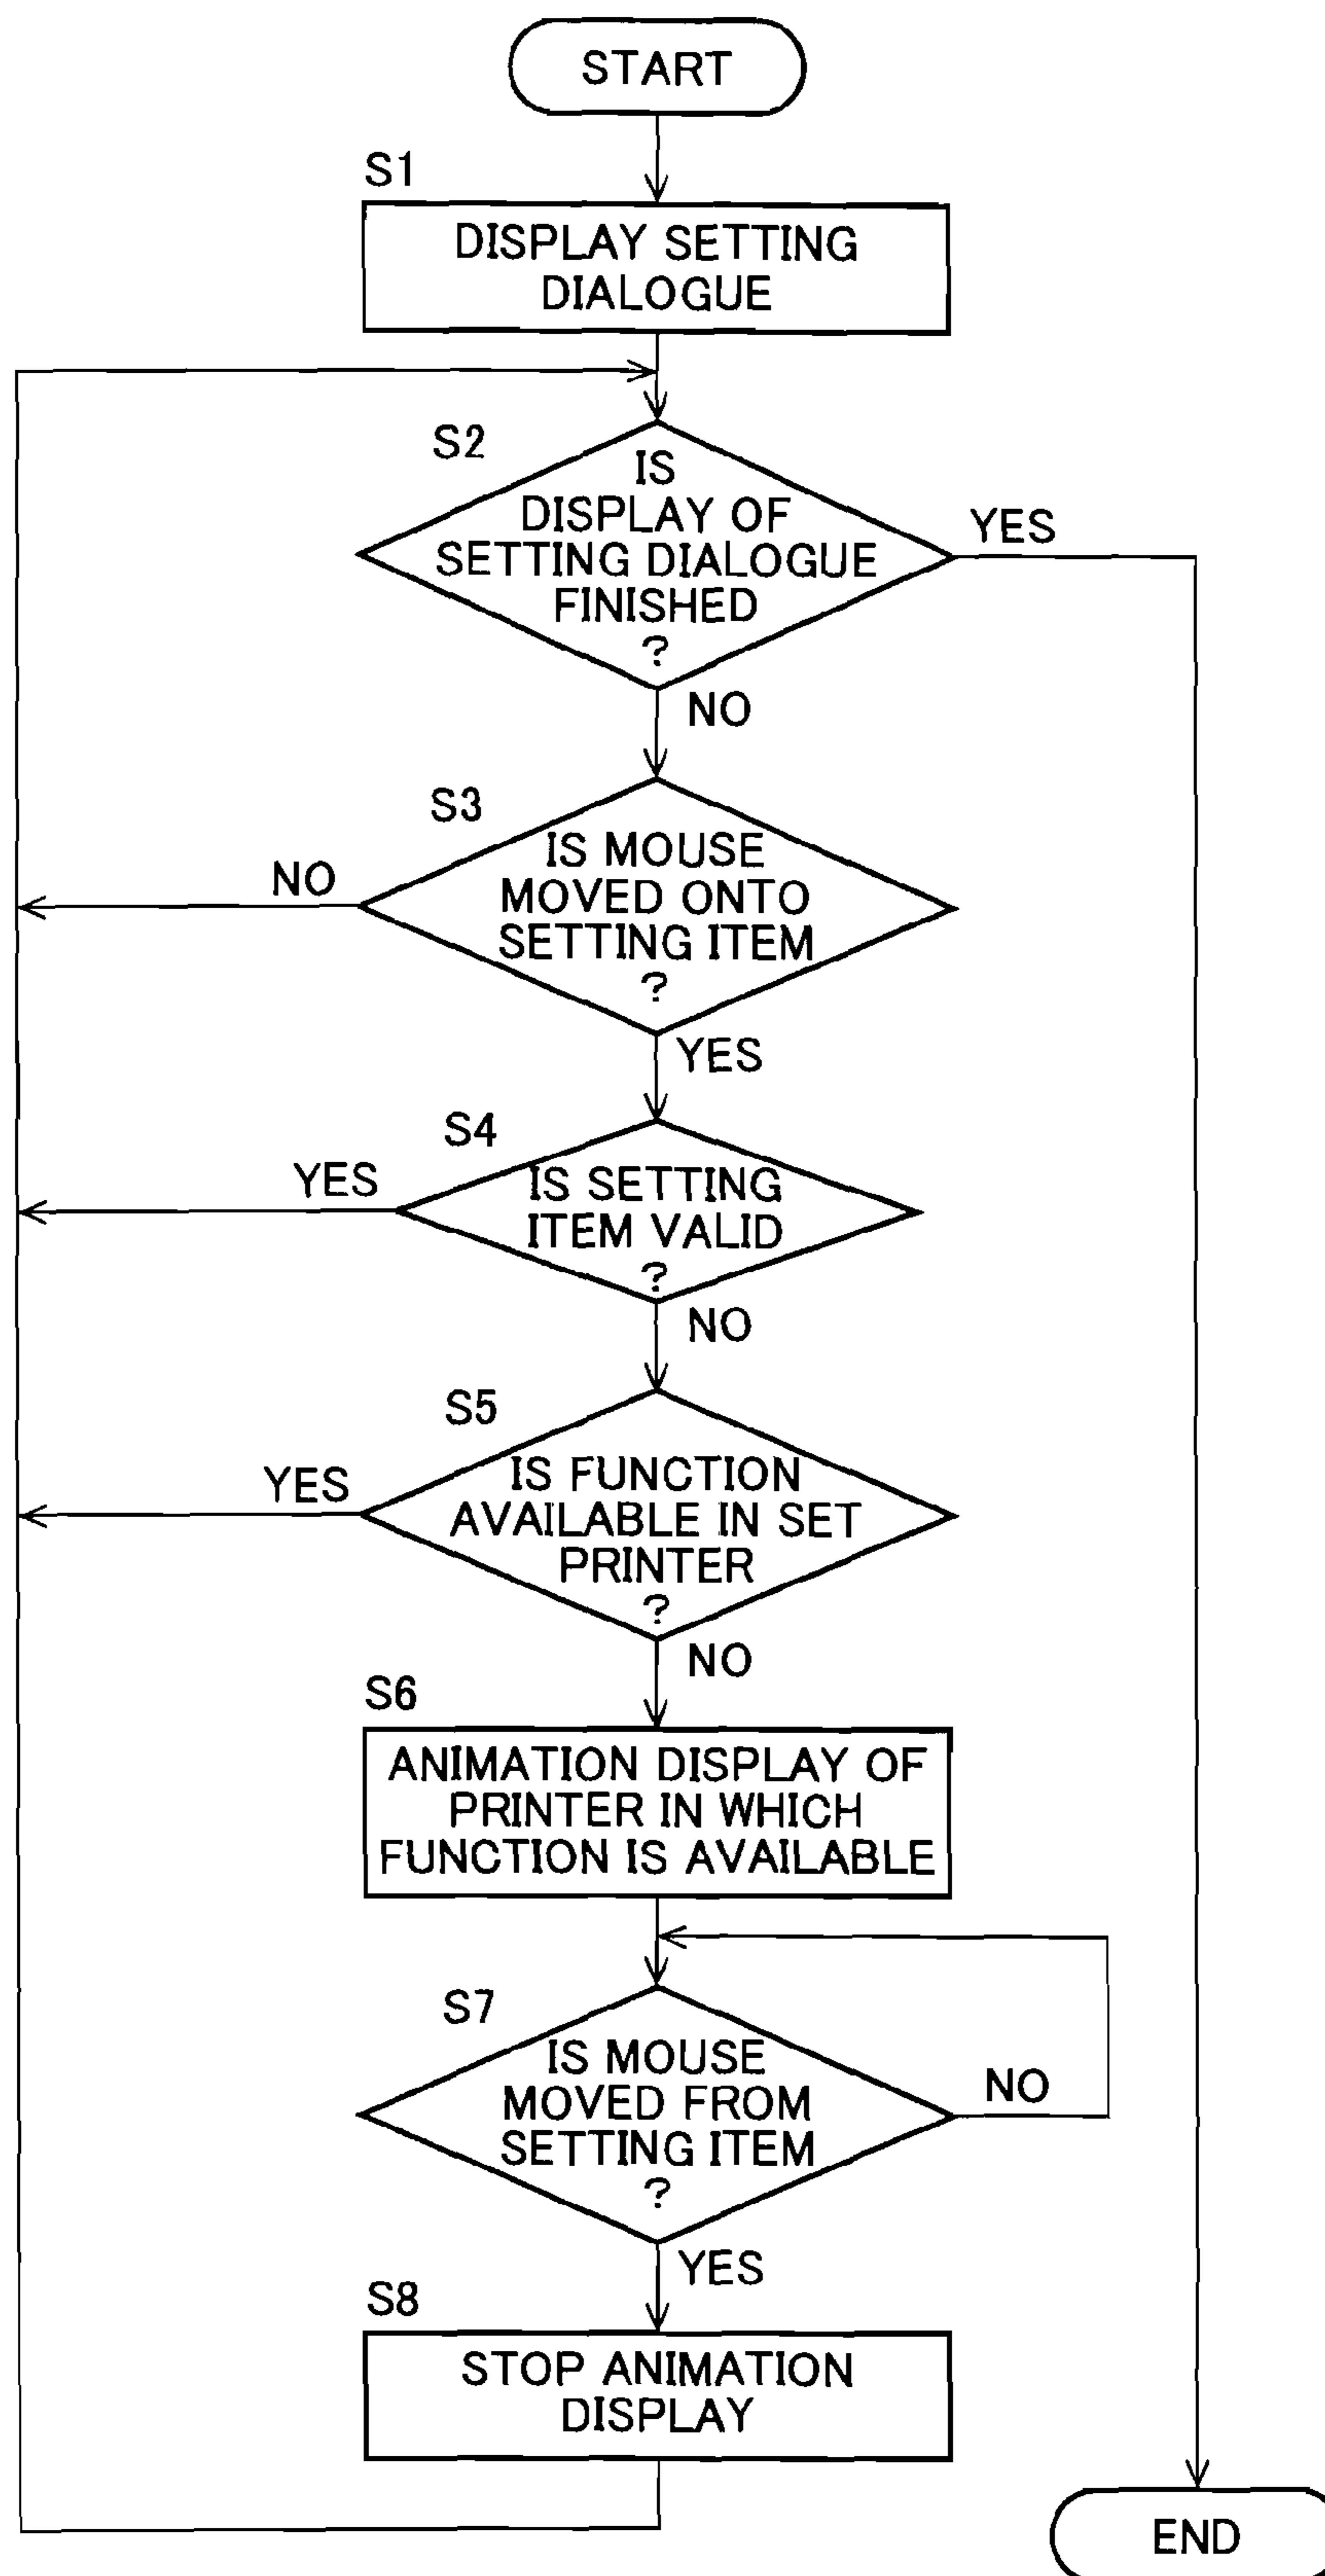 START
S1
DISPLAY SETTING
DIALOGUE
S2
IS
DISPLAY OF
SETTING DIALOGUE
FINISHED
?
YES
NO
S3
IS MOUSE
MOVED ONTO
SETTING ITEM
?
NO
YES
S4
IS SETTING
ITEM VALID
?
YES
NO
S5
IS FUNCTION
AVAILABLE IN SET
PRINTER
?
YES
NO
S6
ANIMATION DISPLAY OF
PRINTER IN WHICH
FUNCTION IS AVAILABLE
S7
IS MOUSE
MOVED FROM
SETTING ITEM
?
NO
YES
S8
STOP ANIMATION
DISPLAY
END